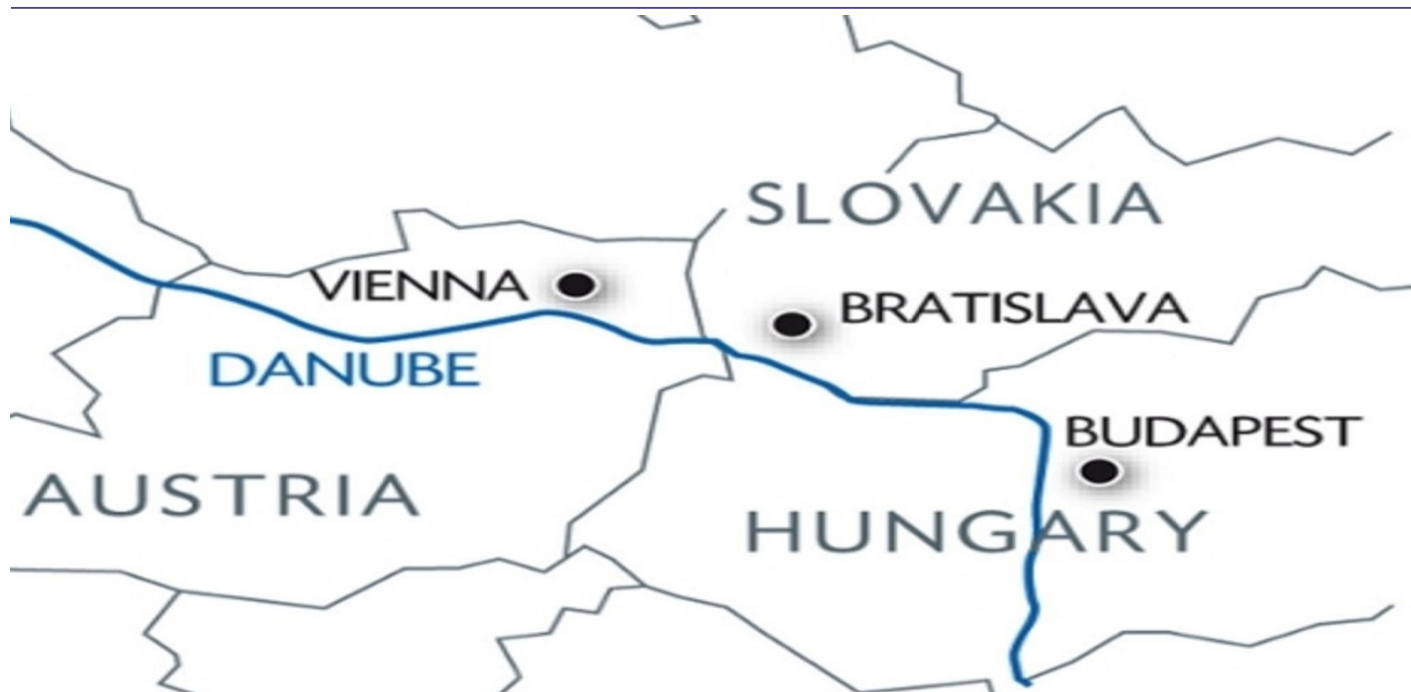 SLOVAKIA
VIENNA
BRATISLAVA
DANUBE
BUDAPEST
AUSTRIA
HUNGARY